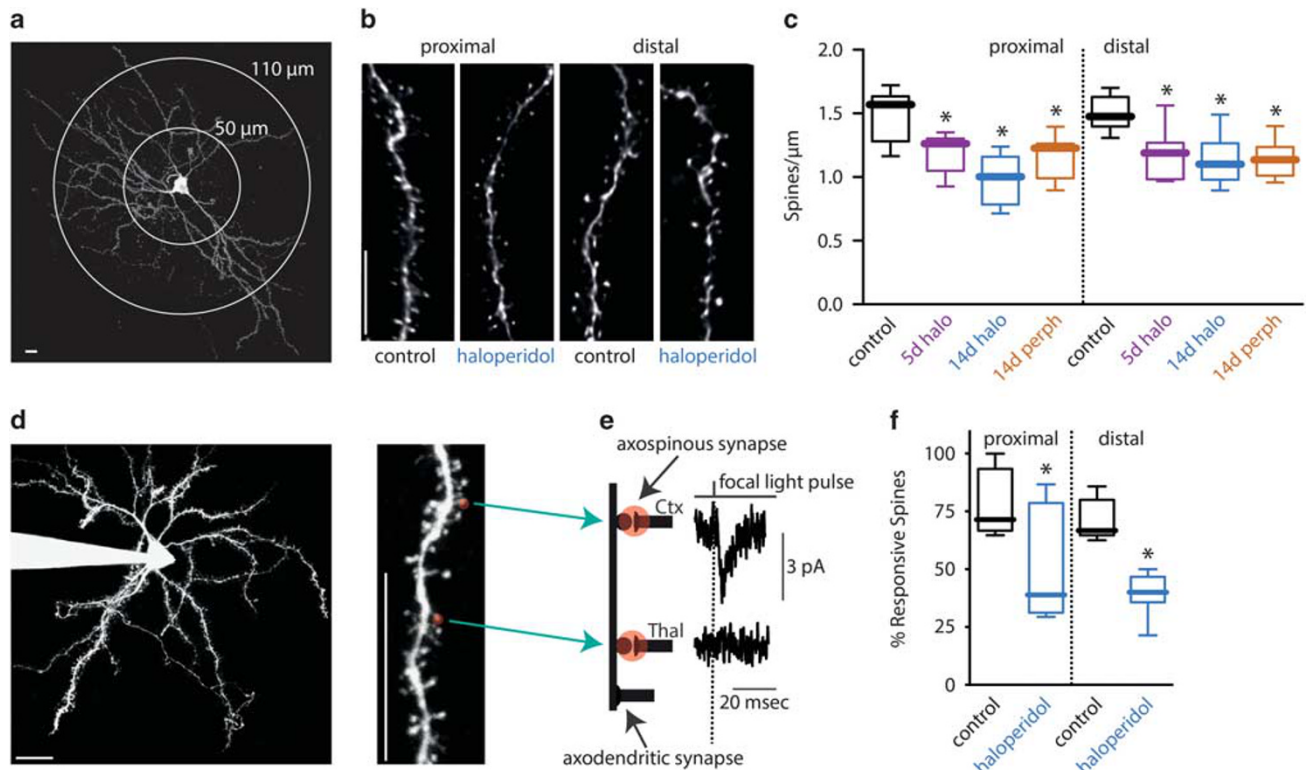 a
110 µm
50 µm
b
proximal
distal
control
haloperidol
control
haloperidol
c
proximal
distal
2.0
1.5
1.0
0.5
0.0
Spines/µm
* * * * * *
control
5d halo
14d halo
14d perph
control
5d halo
14d halo
14d perph
d
e
axospinous synapse
focal light pulse
Ctx
3 pA
Thal
20 msec
axodendritic synapse
f
proximal
distal
100
75
50
25
0
% Responsive Spines
* *
control
haloperidol
control
haloperidol